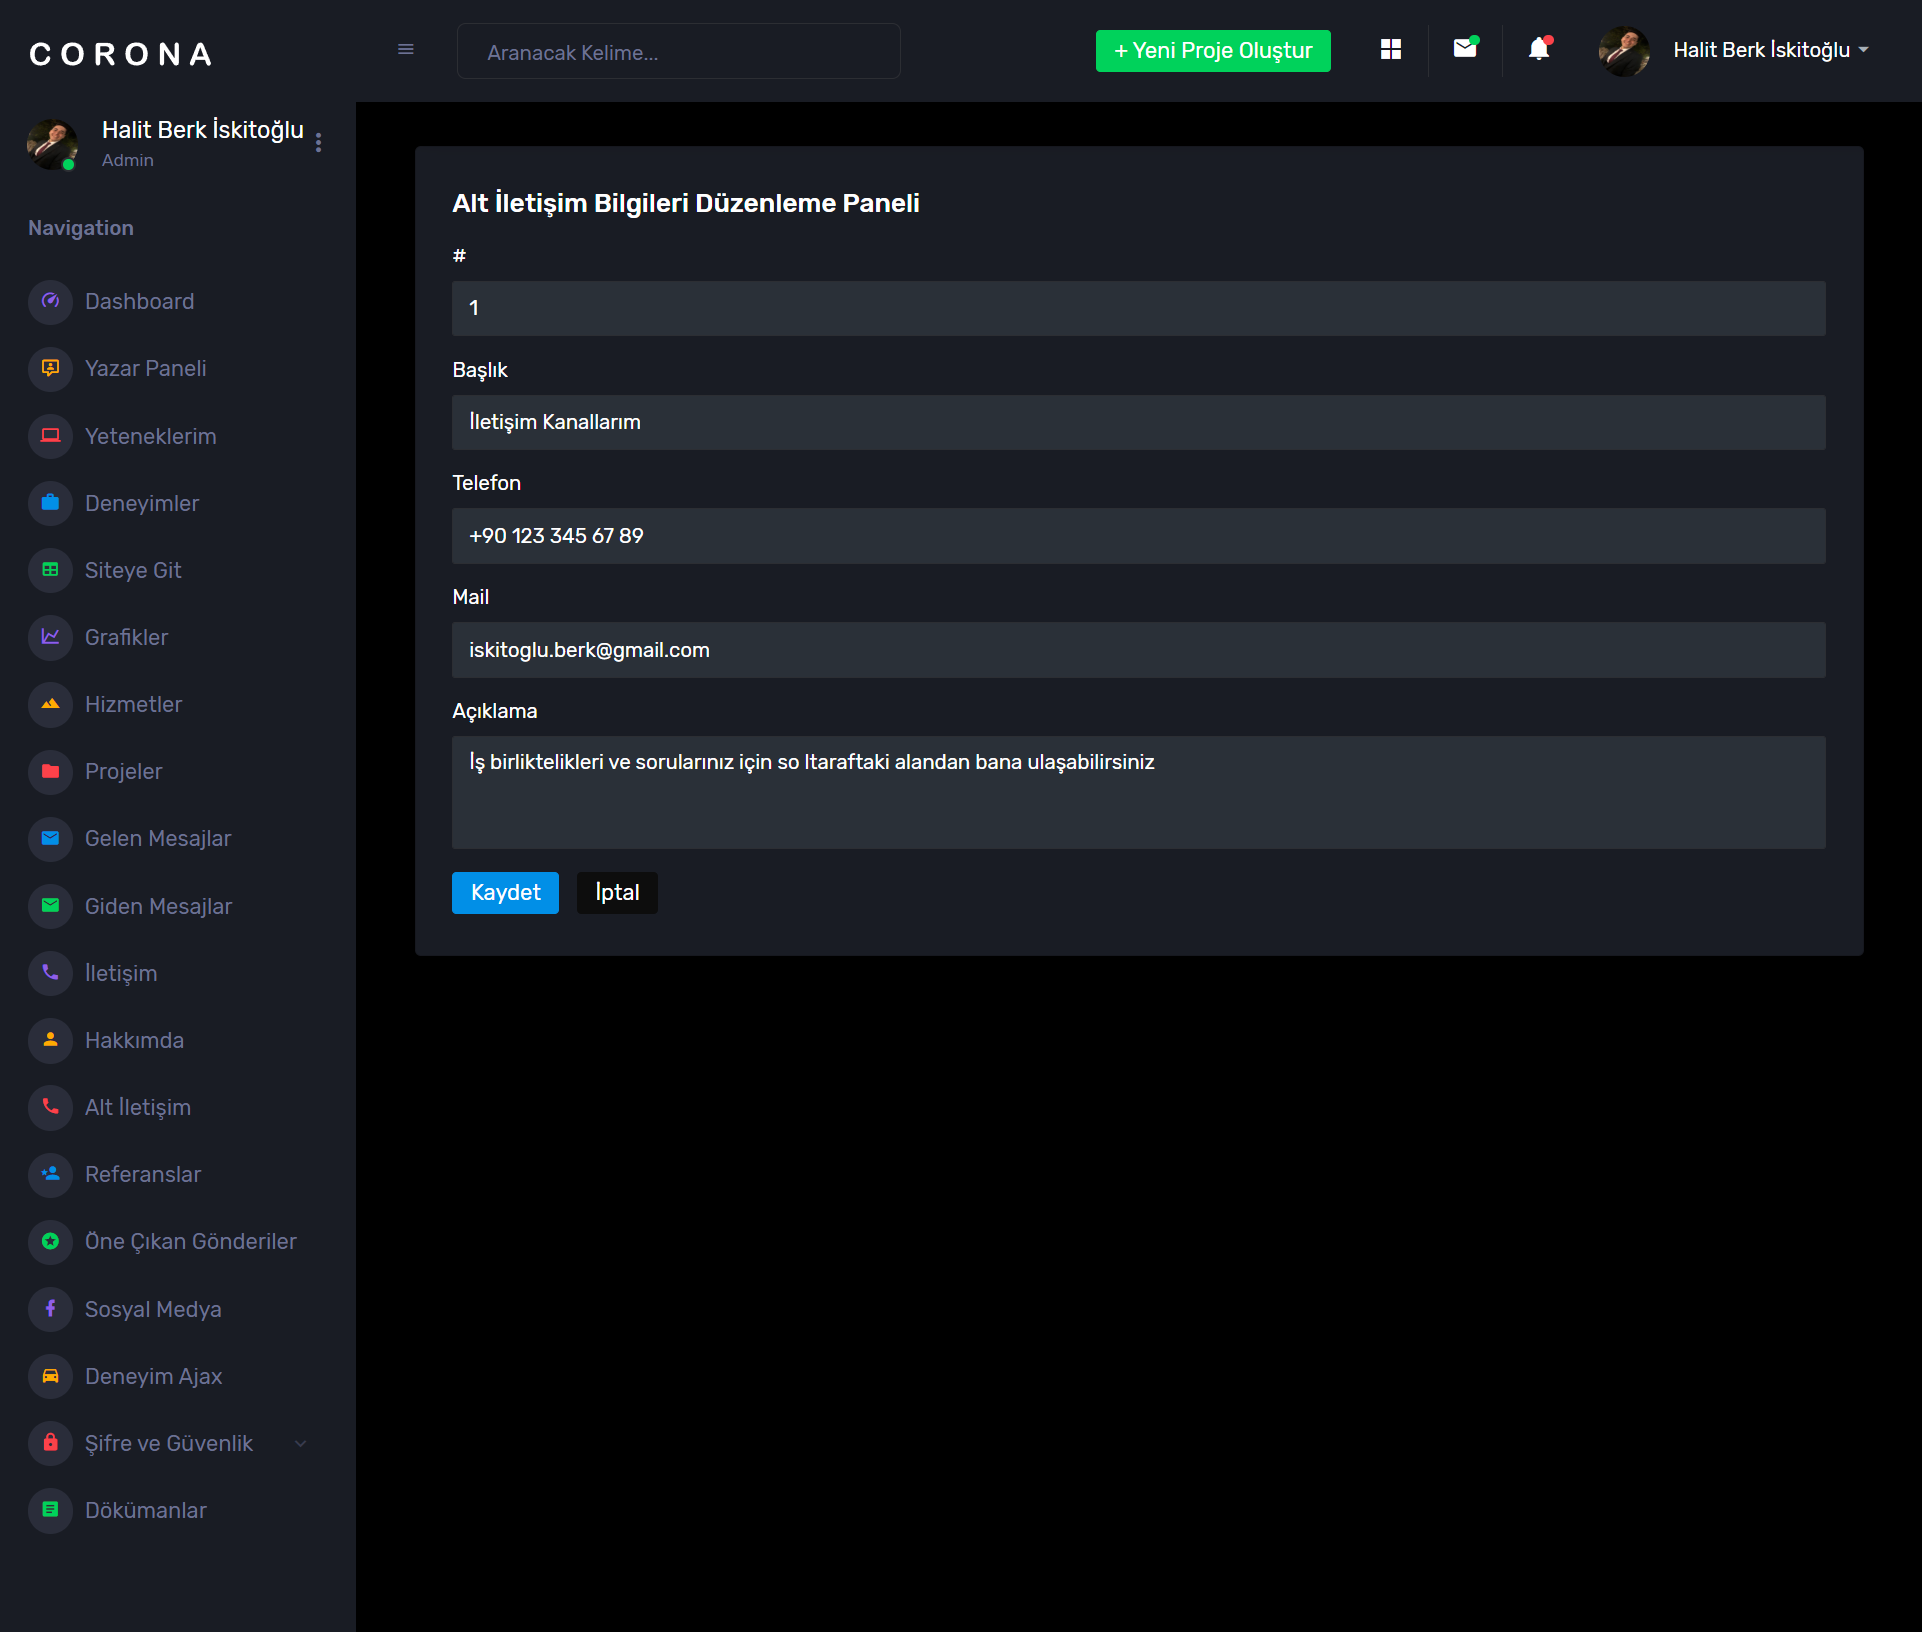 CORONA
Aranacak Kelime...
+ Yeni Proje Oluştur
Halit Berk İskitoğlu
Halit Berk İskitoğlu
Admin
Navigation
Dashboard
Yazar Paneli
Yeteneklerim
Deneyimler
Siteye Git
Grafikler
Hizmetler
Projeler
Gelen Mesajlar
Giden Mesajlar
İletişim
Hakkımda
Alt İletişim
Referanslar
Öne Çıkan Gönderiler
Sosyal Medya
Deneyim Ajax
Şifre ve Güvenlik
Dökümanlar
Alt İletişim Bilgileri Düzenleme Paneli
#
1
Başlık
İletişim Kanallarım
Telefon
+90 123 345 67 89
Mail
iskitoglu.berk@gmail.com
Açıklama
İş birliktelikleri ve sorularınız için so ltaraftaki alandan bana ulaşabilirsiniz
Kaydet
İptal